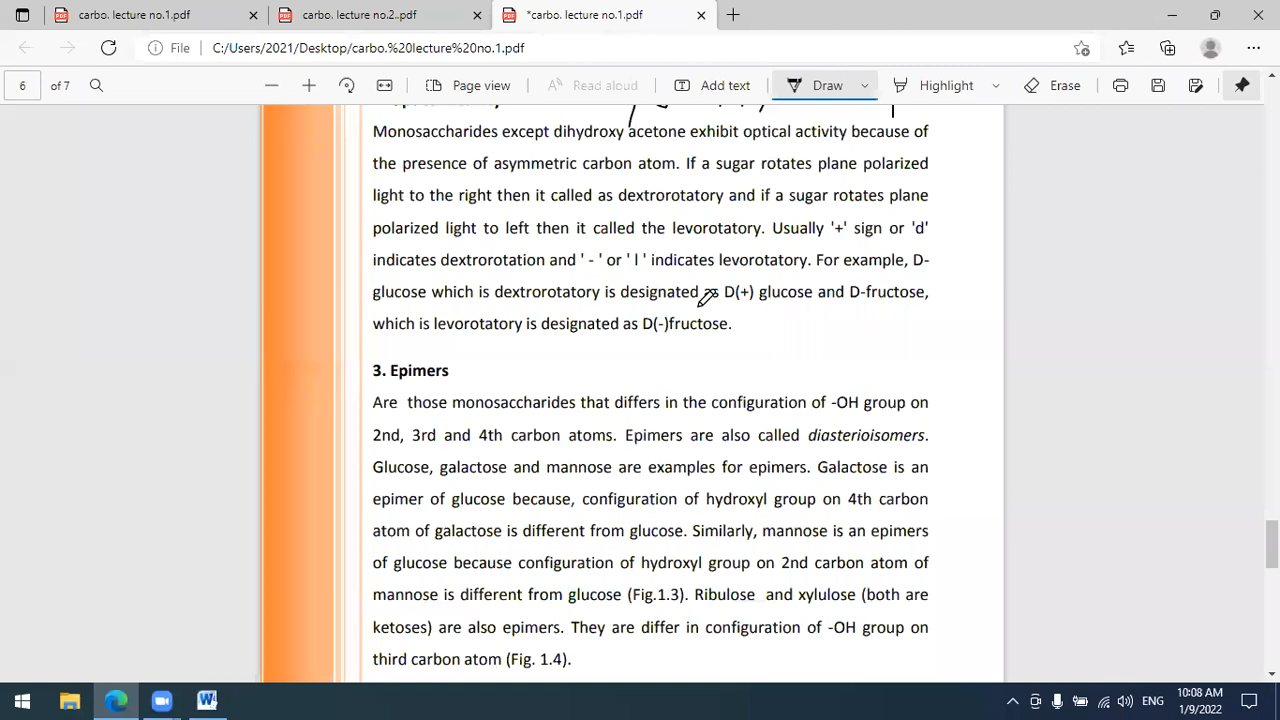 carbo. lecture no.1.pdf
carbo. lecture no.2..pdf
*carbo. lecture no.1.pdf
File
C:/Users/2021/Desktop/carbo.%20lecture%20no.1.pdf
6 of 7
Page view
Read aloud
Add text
Draw
Highlight
Erase
Monosaccharides except dihydroxy acetone exhibit optical activity because of
the presence of asymmetric carbon atom. If a sugar rotates plane polarized
light to the right then it called as dextrorotatory and if a sugar rotates plane
polarized light to left then it called the levorotatory. Usually '+' sign or 'd'
indicates dextrorotation and ' - ' or ' l ' indicates levorotatory. For example, D-
glucose which is dextrorotatory is designated as D(+) glucose and D-fructose,
which is levorotatory is designated as D(-)fructose.
3. Epimers
Are those monosaccharides that differs in the configuration of -OH group on
2nd, 3rd and 4th carbon atoms. Epimers are also called diasterioisomers.
Glucose, galactose and mannose are examples for epimers. Galactose is an
epimer of glucose because, configuration of hydroxyl group on 4th carbon
atom of galactose is different from glucose. Similarly, mannose is an epimers
of glucose because configuration of hydroxyl group on 2nd carbon atom of
mannose is different from glucose (Fig.1.3). Ribulose and xylulose (both are
ketoses) are also epimers. They are differ in configuration of -OH group on
third carbon atom (Fig. 1.4).
ENG
10:08 AM
1/9/2022